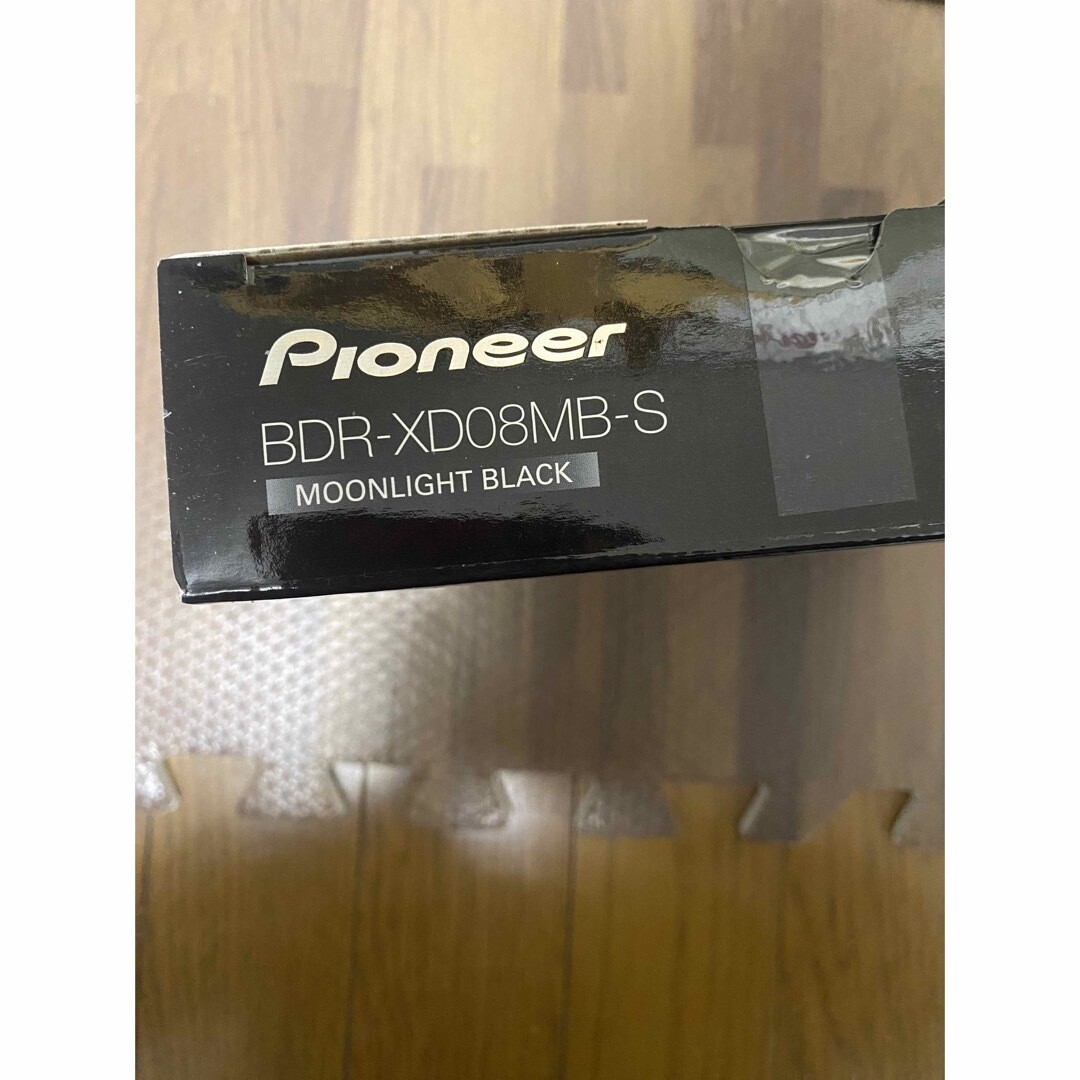 Pioneer
BDR-XD08MB-S
MOONLIGHT BLACK